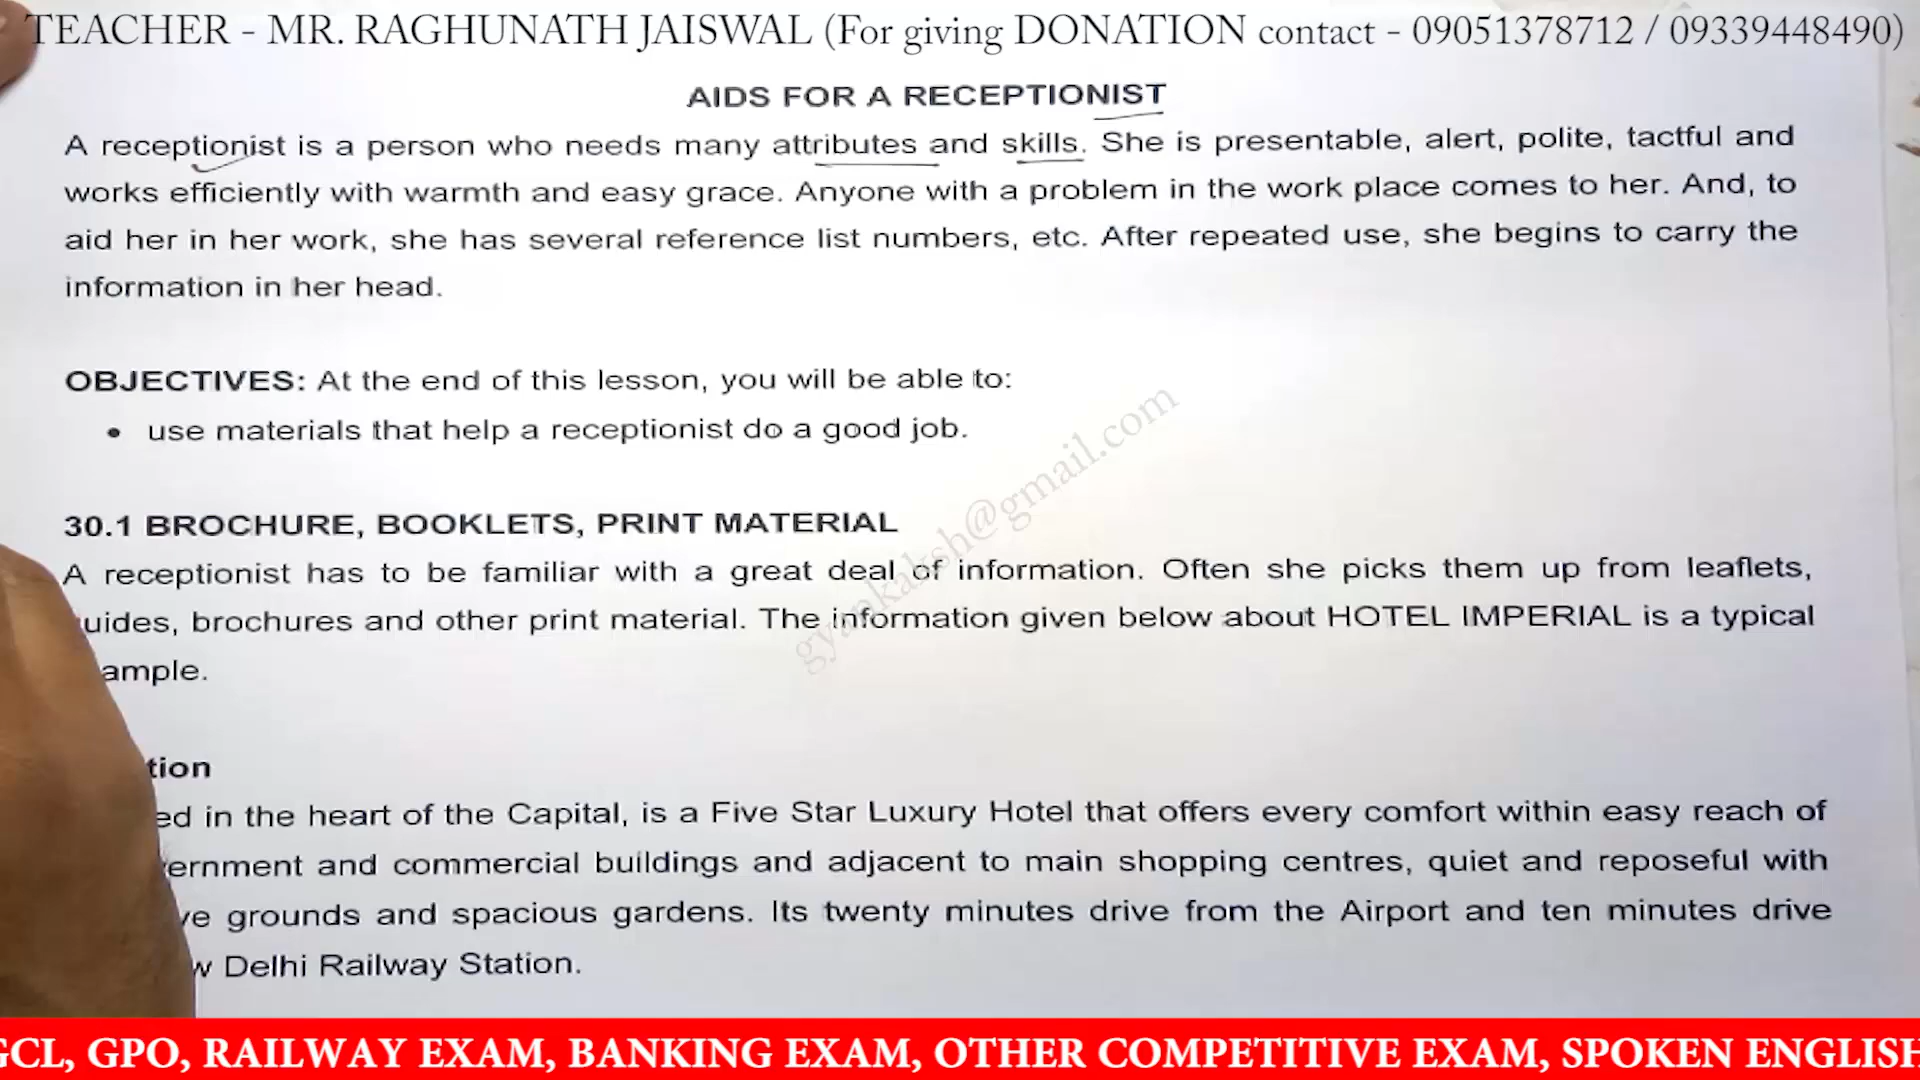 TEACHER - MR. RAGHUNATH JAISWAL (For giving DONATION contact - 09051378712 / 09339448490)
AIDS FOR A RECEPTIONIST
A receptionist is a person who needs many attributes and skills. She is presentable, alert, polite, tactful and
works efficiently with warmth and easy grace. Anyone with a problem in the work place comes to her. And, to
aid her in her work, she has several reference list numbers, etc. After repeated use, she begins to carry the
information in her head.
OBJECTIVES: At the end of this lesson, you will be able to:
• use materials that help a receptionist do a good job.
30.1 BROCHURE, BOOKLETS, PRINT MATERIAL
A receptionist has to be familiar with a great deal of information. Often she picks them up from leaflets,
uides, brochures and other print material. The information given below about HOTEL IMPERIAL is a typical
ample.
tion
ed in the heart of the Capital, is a Five Star Luxury Hotel that offers every comfort within easy reach of
ernment and commercial buildings and adjacent to main shopping centres, quiet and reposeful with
ve grounds and spacious gardens. Its twenty minutes drive from the Airport and ten minutes drive
w Delhi Railway Station.
gyankaksh@gmail.com
GCL, GPO, RAILWAY EXAM, BANKING EXAM, OTHER COMPETITIVE EXAM, SPOKEN ENGLISH